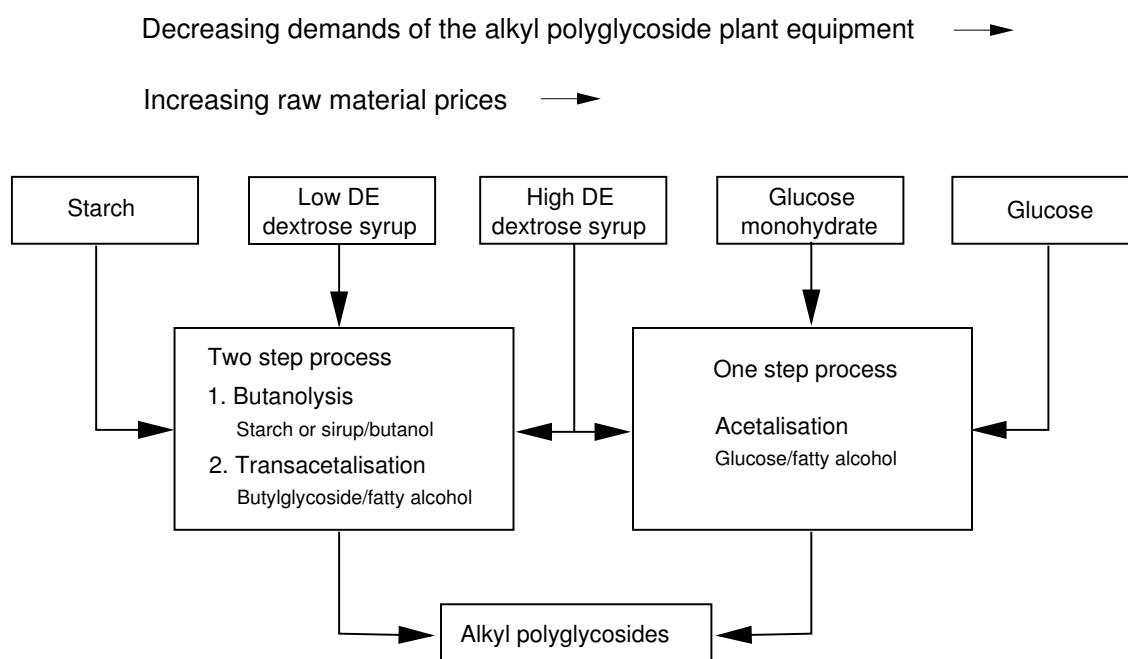 Decreasing demands of the alkyl polyglycoside plant equipment
Increasing raw material prices
Starch
Low DE
dextrose syrup
High DE
dextrose syrup
Glucose
monohydrate
Glucose
Two step process
1. Butanolysis
Starch or sirup/butanol
2. Transacetalisation
Butylglycoside/fatty alcohol
One step process
Acetalisation
Glucose/fatty alcohol
Alkyl polyglycosides